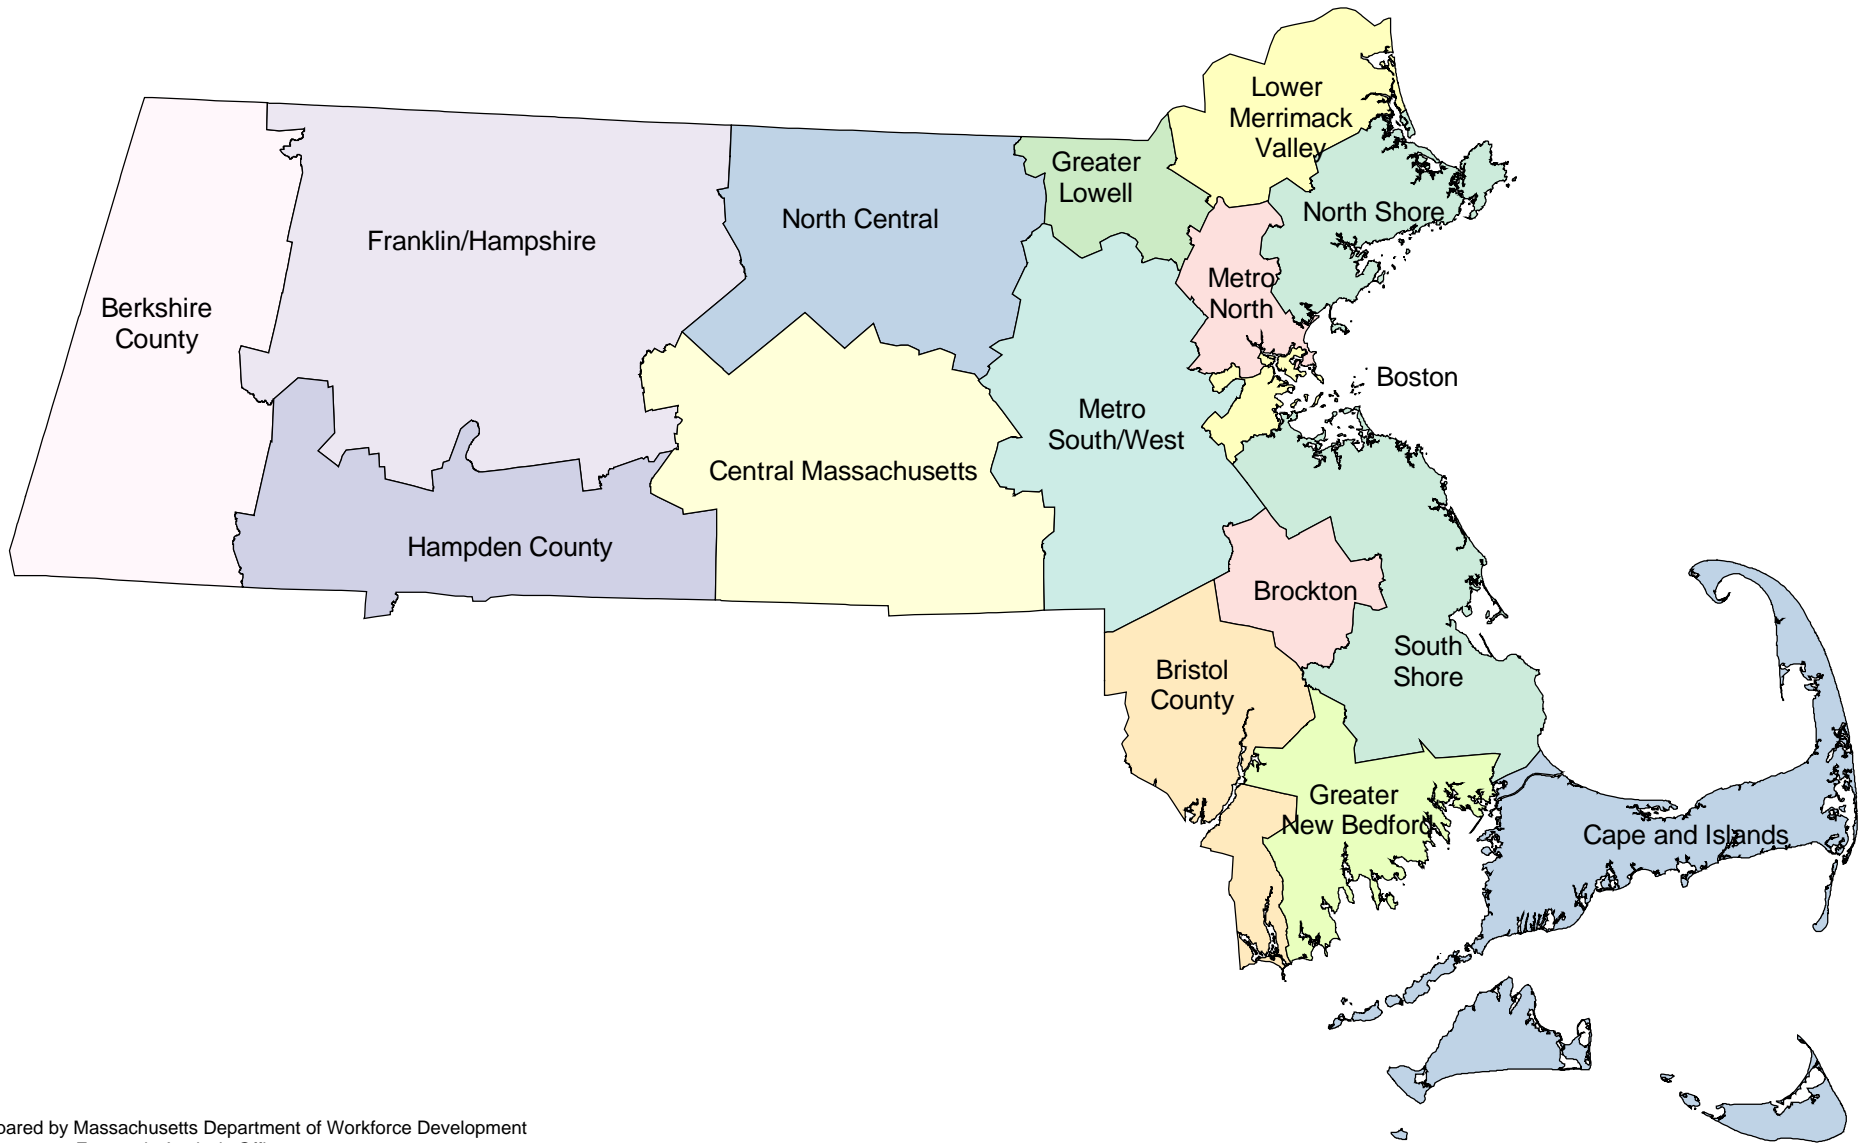 Lower
Merrimack
Valley
Greater
Lowell
North Shore
North Central
Franklin/Hampshire
Metro
North
Berkshire
County
Boston
Metro
South/West
Central Massachusetts
Hampden County
Brockton
South
Shore
Bristol
County
Greater
New Bedford
Cape and Islands
pared by Massachusetts Department of Workforce Development